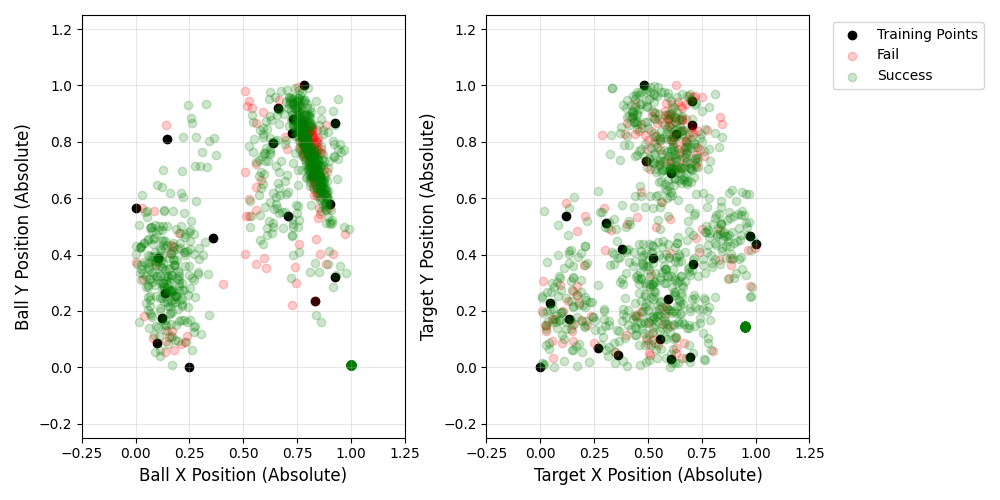 Ball Y Position (Absolute)
1.2
1.0
0.8
0.6
0.4
0.2
0.0
−0.2
−0.25 0.00 0.25 0.50 0.75 1.00 1.25
Ball X Position (Absolute)
Target Y Position (Absolute)
1.2
1.0
0.8
0.6
0.4
0.2
0.0
−0.2
−0.25 0.00 0.25 0.50 0.75 1.00 1.25
Target X Position (Absolute)
Training Points
Fail
Success